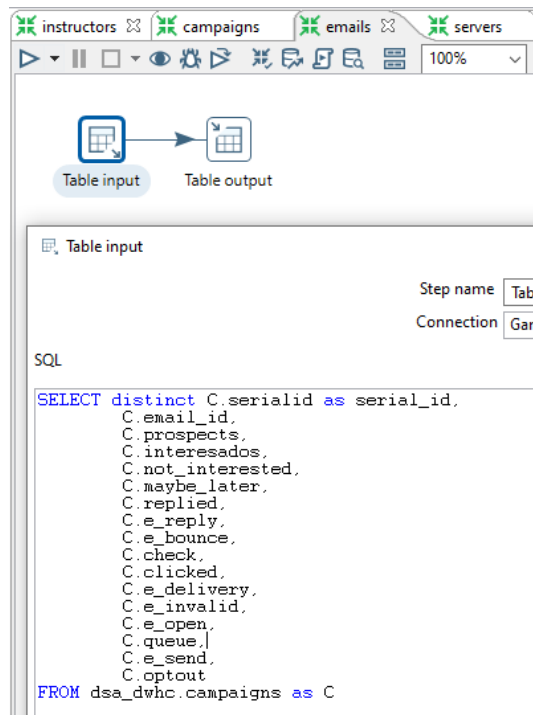 instructors campaigns emails servers
100%
Table input Table output
Table input
Step name Tab
Connection Gar
SQL
SELECT distinct C.serialid as serial_id,
C.email_id,
C.prospects,
C.interesados,
C.not_interested,
C.maybe_later,
C.replied,
C.e_reply,
C.e_bounce,
C.check,
C.clicked,
C.e_delivery,
C.e_invalid,
C.e_open,
C.queue,
C.e_send,
C.optout
FROM dsa_dwhc.campaigns as C